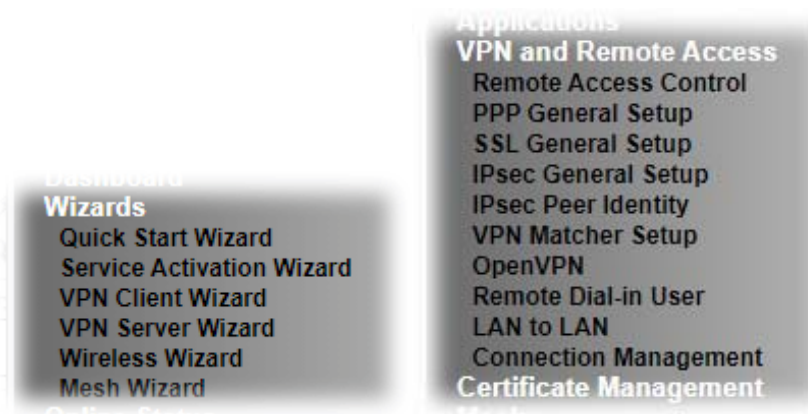 Dashboard
Wizards
Quick Start Wizard
Service Activation Wizard
VPN Client Wizard
VPN Server Wizard
Wireless Wizard
Mesh Wizard
Applications
VPN and Remote Access
Remote Access Control
PPP General Setup
SSL General Setup
IPsec General Setup
IPsec Peer Identity
VPN Matcher Setup
OpenVPN
Remote Dial-in User
LAN to LAN
Connection Management
Certificate Management